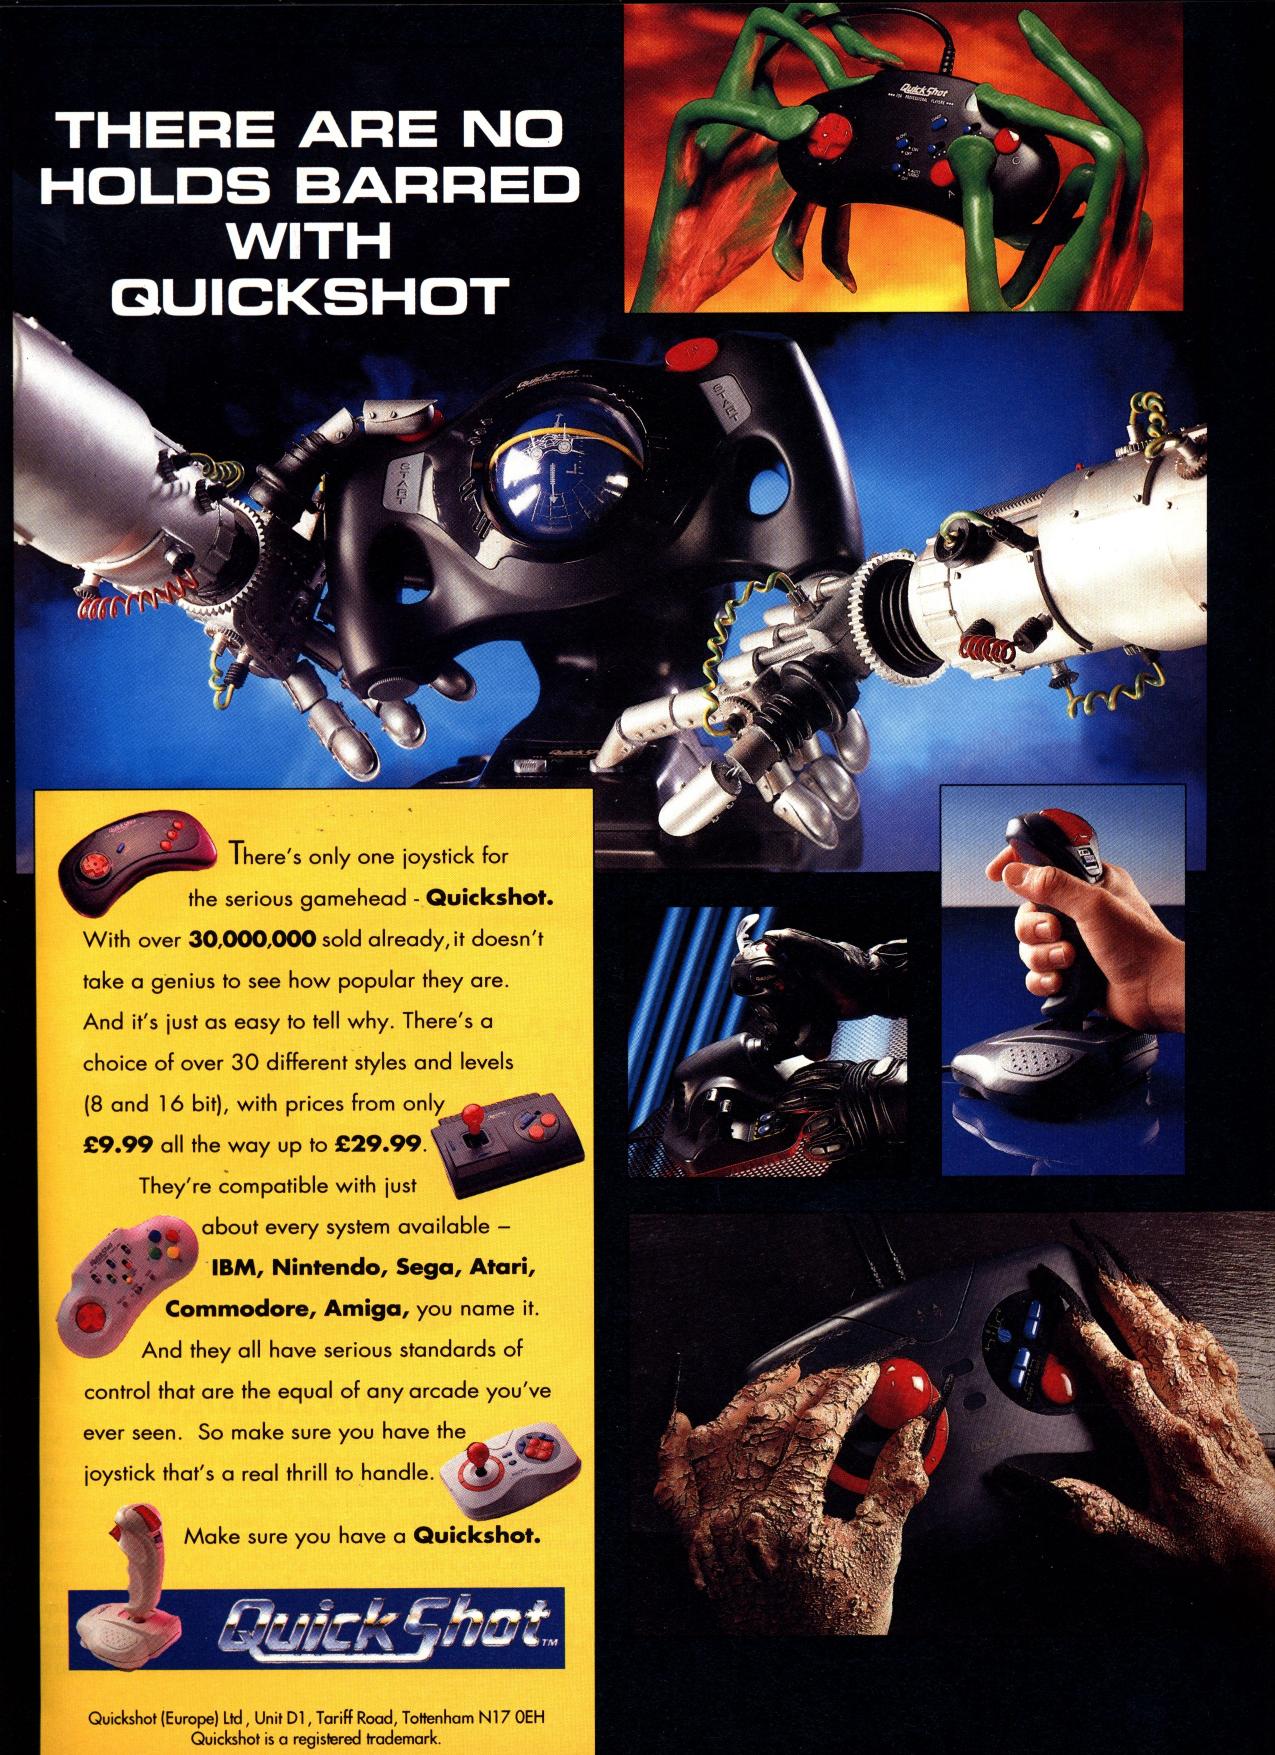 THERE ARE NO
HOLDS BARRED
WITH
QUICKSHOT
QuickShot
FOR PROFESSIONAL PLAYERS
QuickShot
START
START
QuickShot
There's only one joystick for
the serious gamehead - Quickshot.
With over 30,000,000 sold already, it doesn't
take a genius to see how popular they are.
And it's just as easy to tell why. There's a
choice of over 30 different styles and levels
(8 and 16 bit), with prices from only
£9.99 all the way up to £29.99.
They're compatible with just
about every system available –
IBM, Nintendo, Sega, Atari,
Commodore, Amiga, you name it.
And they all have serious standards of
control that are the equal of any arcade you've
ever seen. So make sure you have the
joystick that's a real thrill to handle.
Make sure you have a Quickshot.
QuickShot™
Quickshot (Europe) Ltd, Unit D1, Tariff Road, Tottenham N17 0EH
Quickshot is a registered trademark.